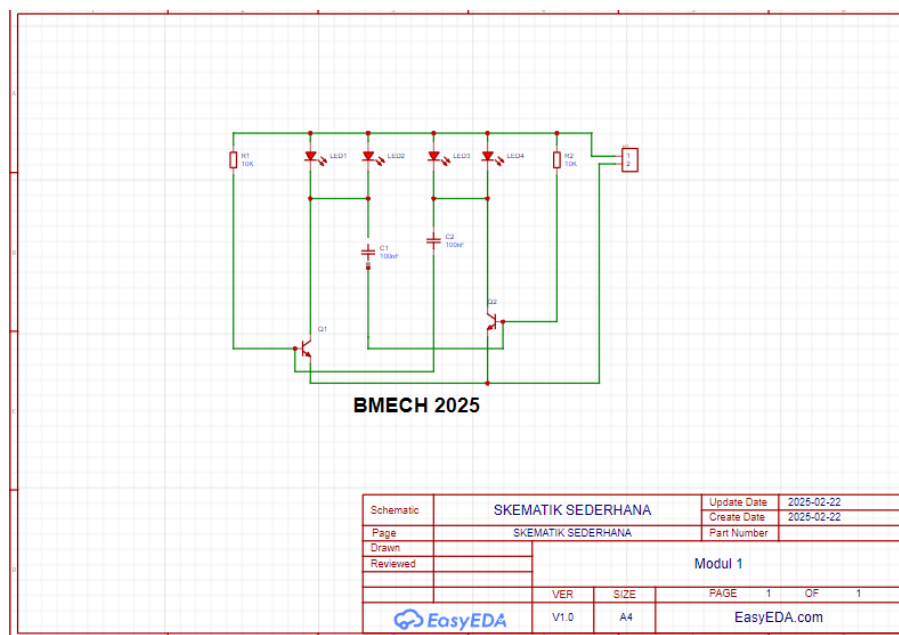 R1
10K
LED1
LED2
LED3
LED4
R2
10K
1
2
C1
100nF
C2
100nF
Q1
Q2
BMECH 2025
Schematic
SKEMATIK SEDERHANA
Update Date
2025-02-22
Create Date
2025-02-22
Page
SKEMATIK SEDERHANA
Part Number
Drawn
Reviewed
Modul 1
VER
SIZE
PAGE 1 OF 1
EasyEDA
V1.0
A4
EasyEDA.com